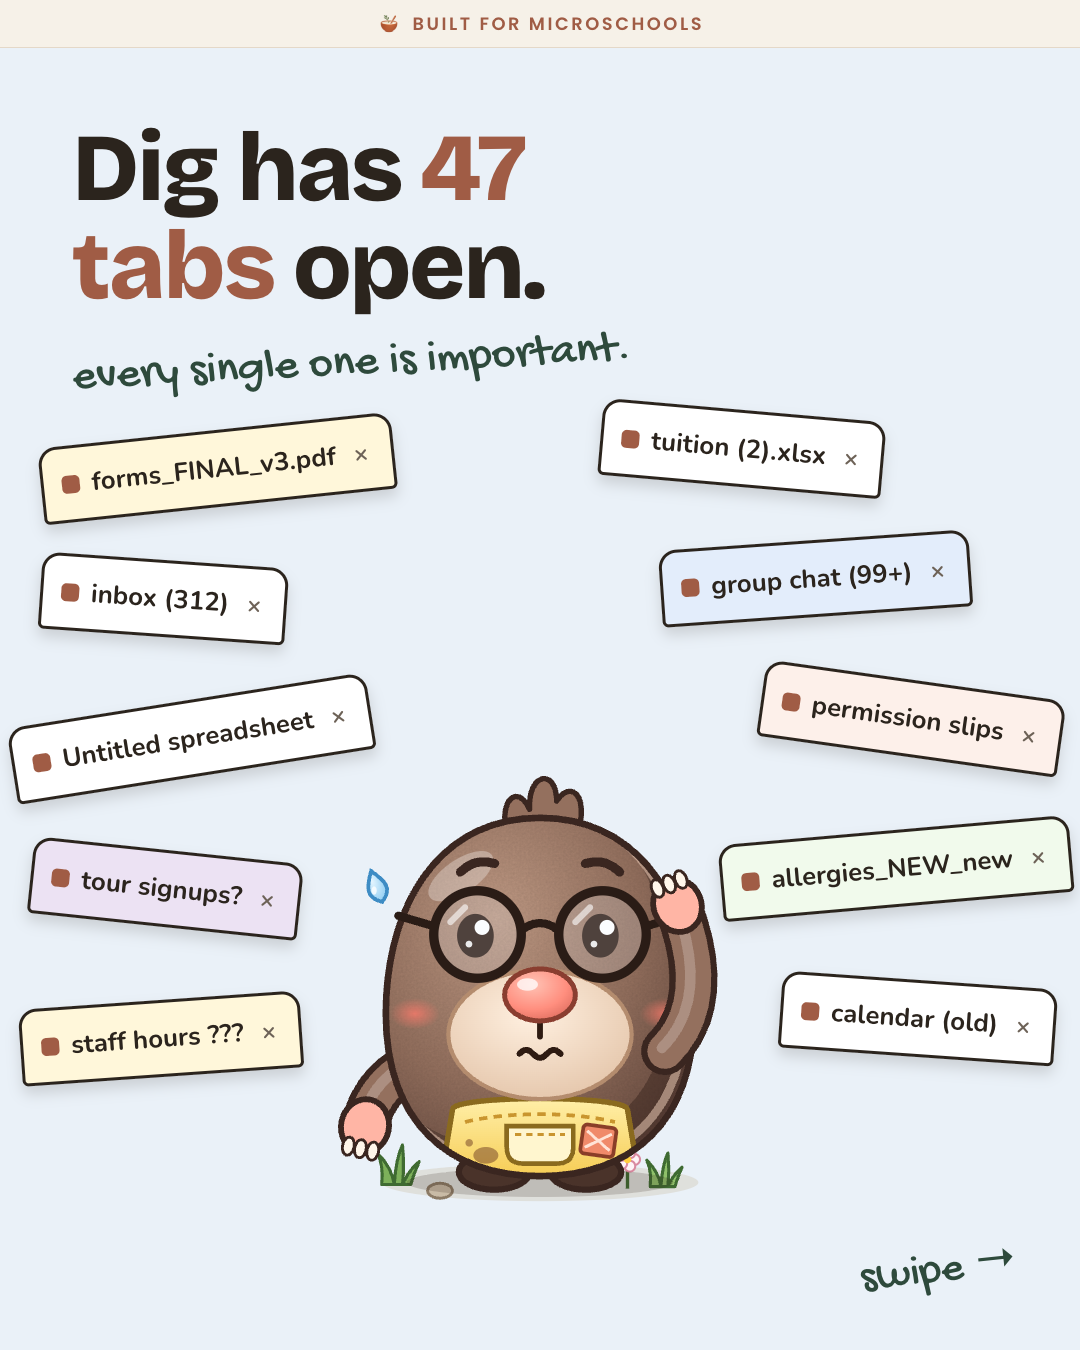 BUILT FOR MICROSCHOOLS
Dig has 47
tabs open.
every single one is important.
forms_FINAL_v3.pdf ×
tuition (2).xlsx ×
inbox (312) ×
group chat (99+) ×
Untitled spreadsheet ×
permission slips ×
tour signups? ×
allergies_NEW_new ×
staff hours ??? ×
calendar (old) ×
swipe →